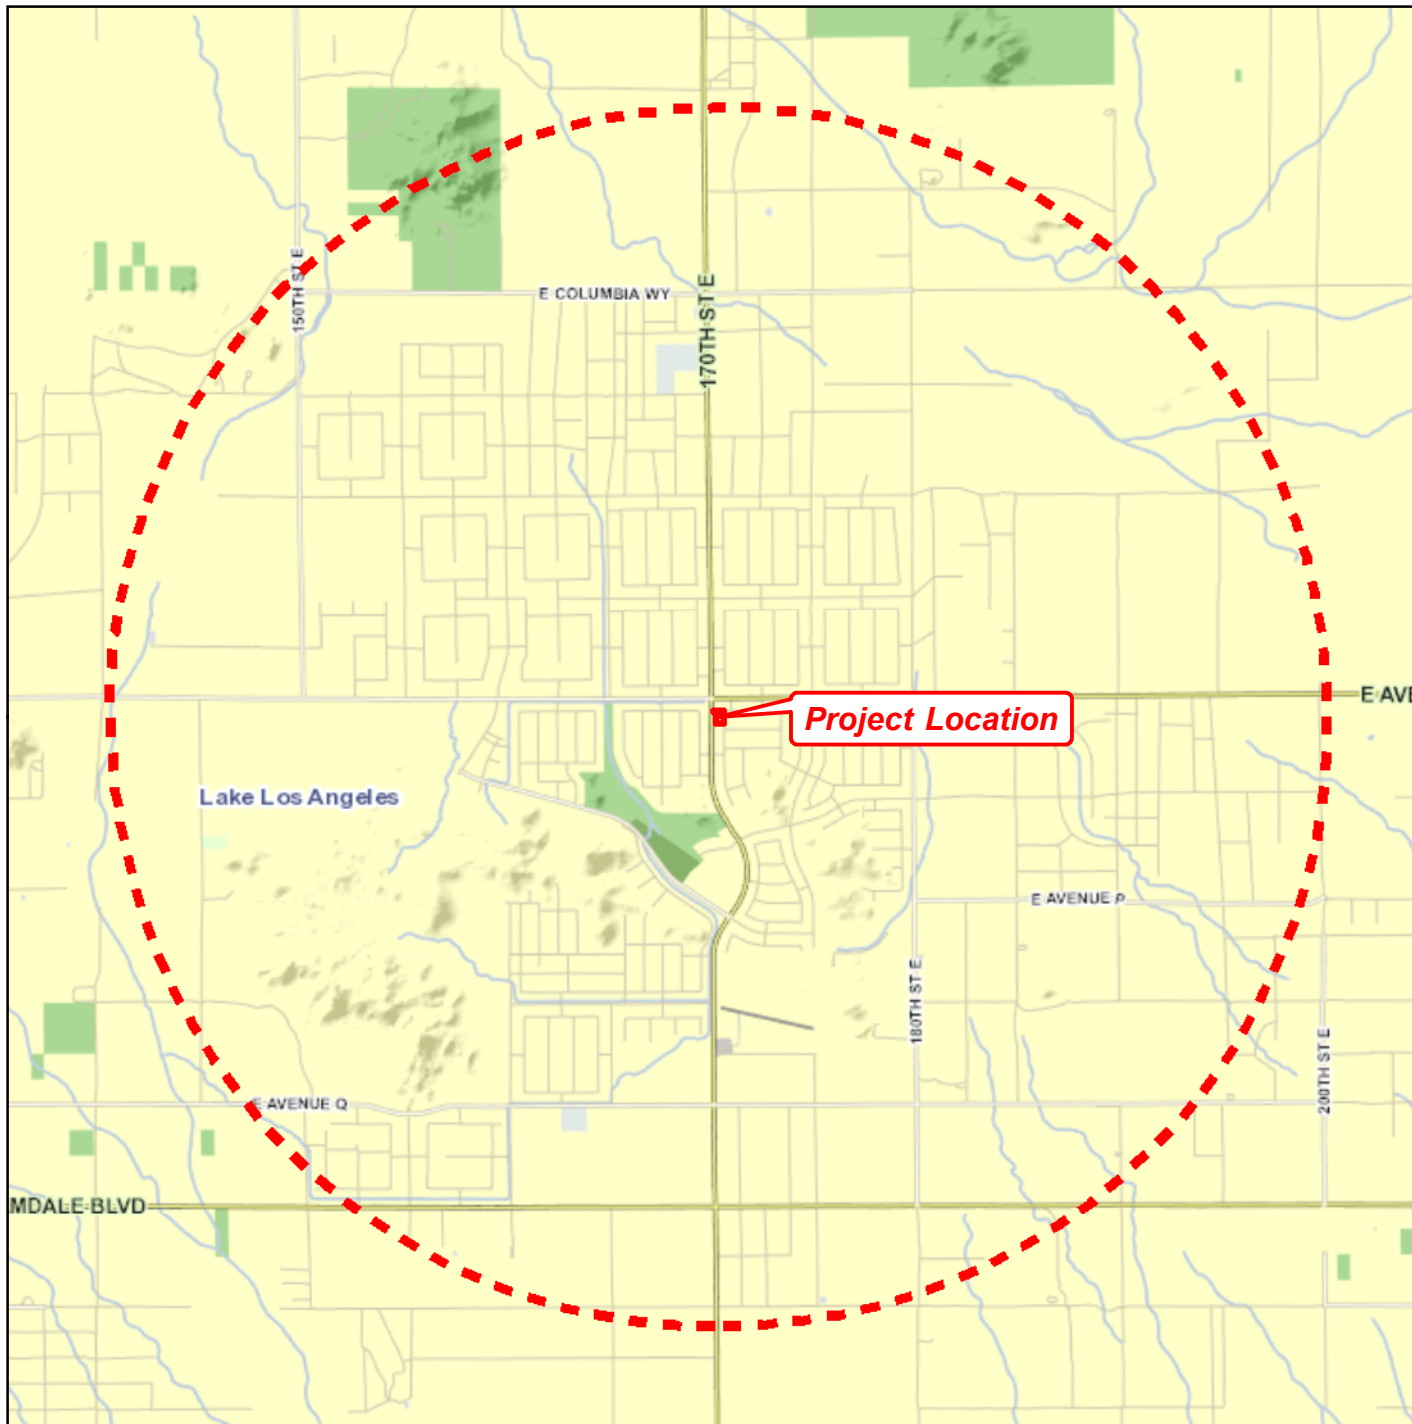 E COLUMBIA WY
150TH ST E
170TH ST E
E AVE
Project Location
Lake Los Angeles
E AVENUE P
180TH ST E
200TH ST E
E AVENUE Q
MDALE BLVD